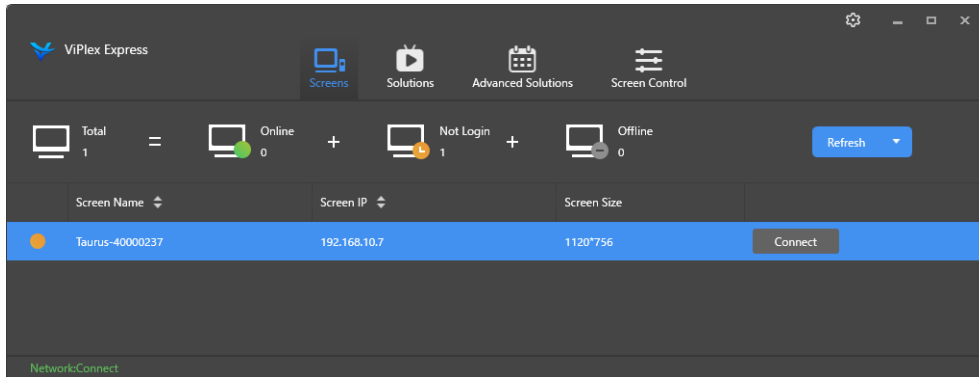 ViPlex Express
Screens
Solutions
Advanced Solutions
Screen Control
Total
1
=
Online
0
+
Not Login
1
+
Offline
0
Refresh
Screen Name
Screen IP
Screen Size
Taurus-40000237
192.168.10.7
1120*756
Connect
Network:Connect